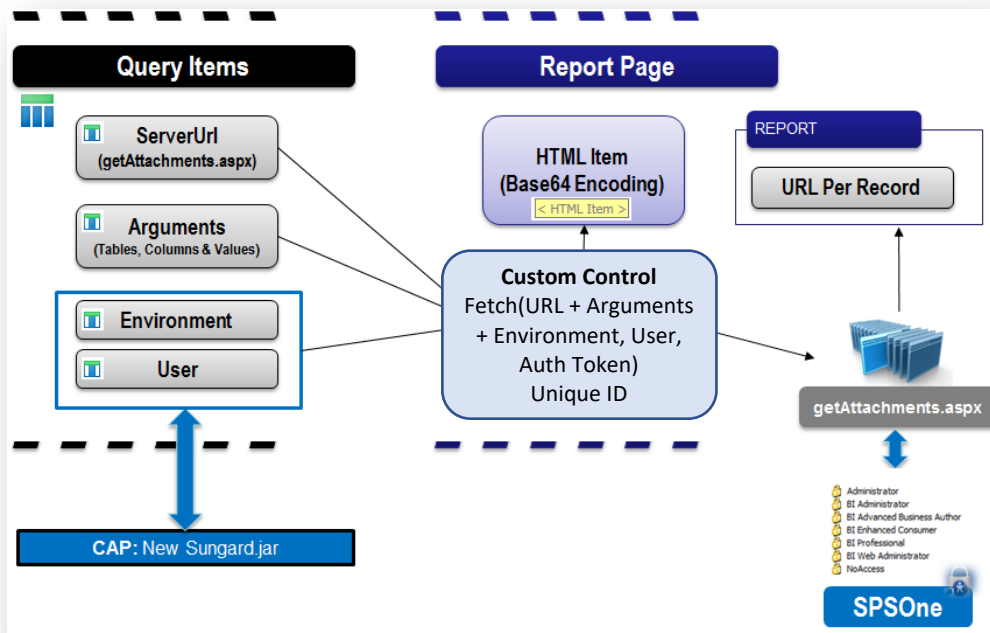 Query Items
Report Page
ServerUrl
(getAttachments.aspx)
Arguments
(Tables, Columns & Values)
Environment
User
CAP: New Sungard.jar
HTML Item
(Base64 Encoding)
< HTML Item >
Custom Control
Fetch(URL + Arguments
+ Environment, User,
Auth Token)
Unique ID
REPORT
URL Per Record
getAttachments.aspx
Administrator
BI Administrator
BI Advanced Business Author
BI Enhanced Consumer
BI Professional
BI Web Administrator
NoAccess
SPSOne